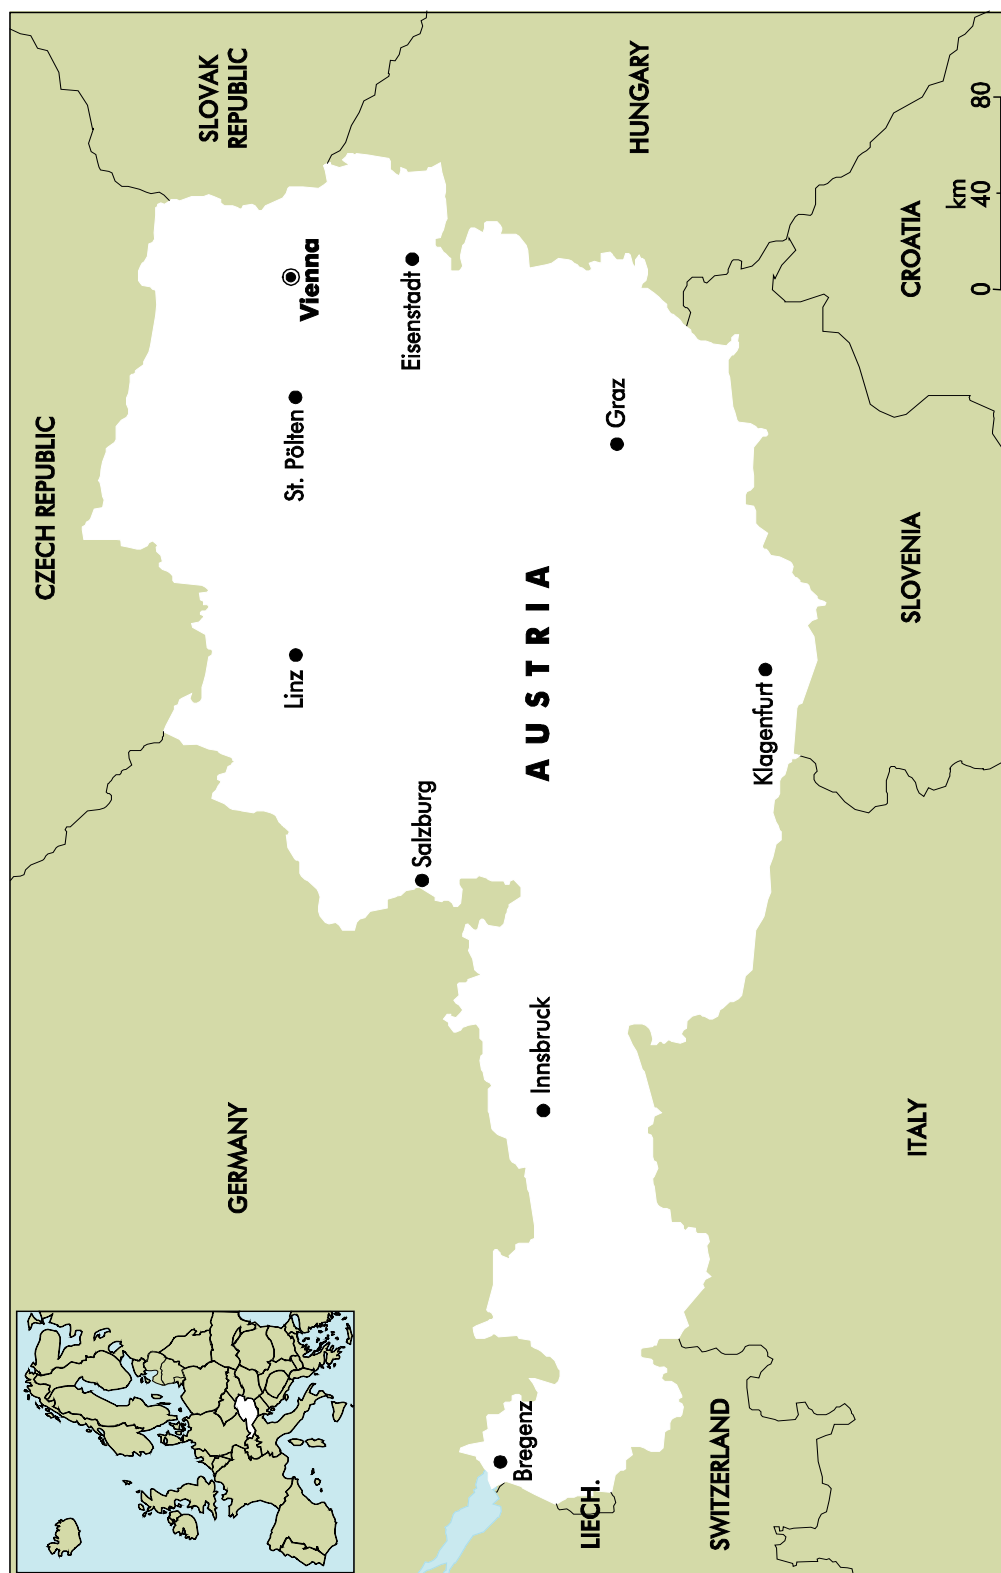 CZECH REPUBLIC
SLOVAK
REPUBLIC
GERMANY
Linz
St. Pölten
Vienna
Salzburg
Eisenstadt
HUNGARY
AUSTRIA
Innsbruck
Bregenz
Graz
LIECH.
Klagenfurt
SWITZERLAND
ITALY
SLOVENIA
CROATIA
km
0 40 80